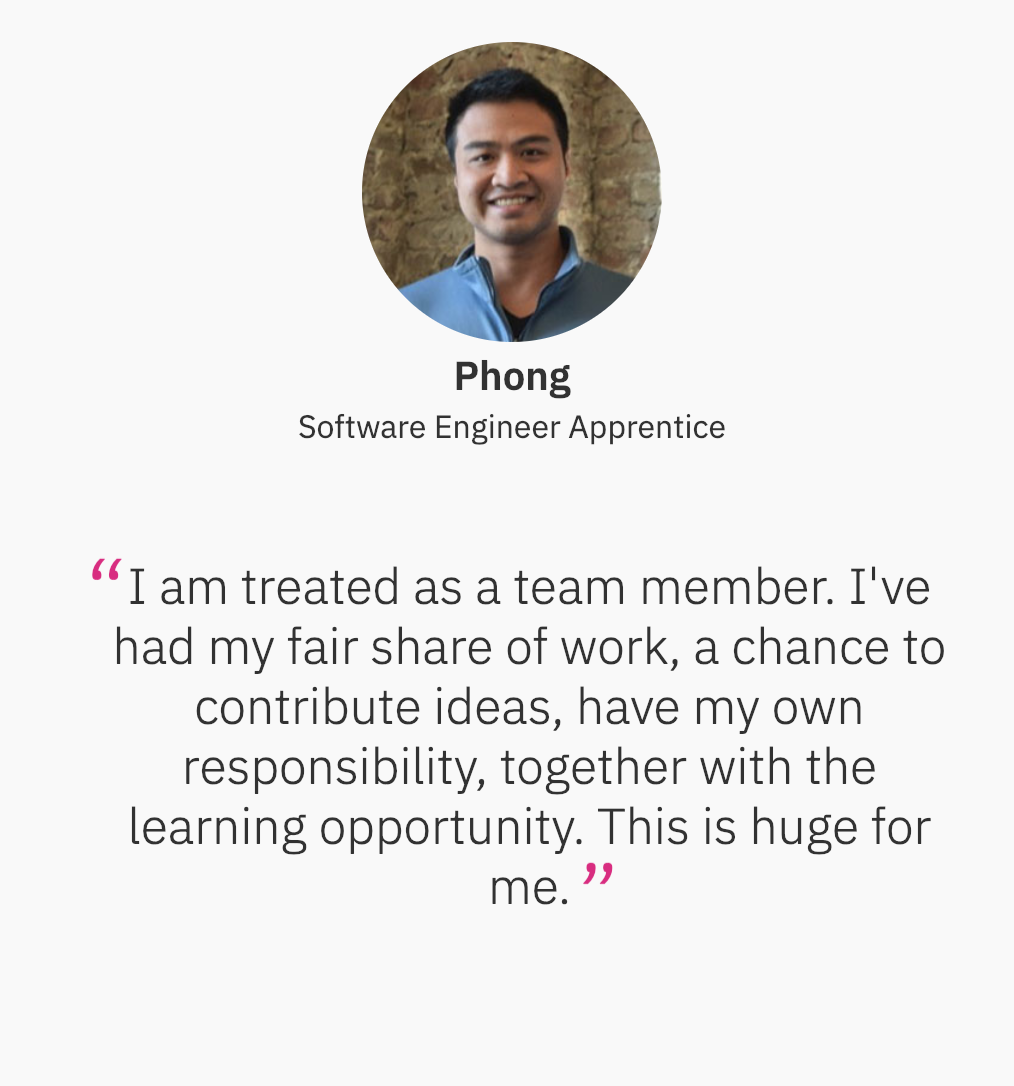 Phong
Software Engineer Apprentice
“I am treated as a team member. I've
had my fair share of work, a chance to
contribute ideas, have my own
responsibility, together with the
learning opportunity. This is huge for
me.”